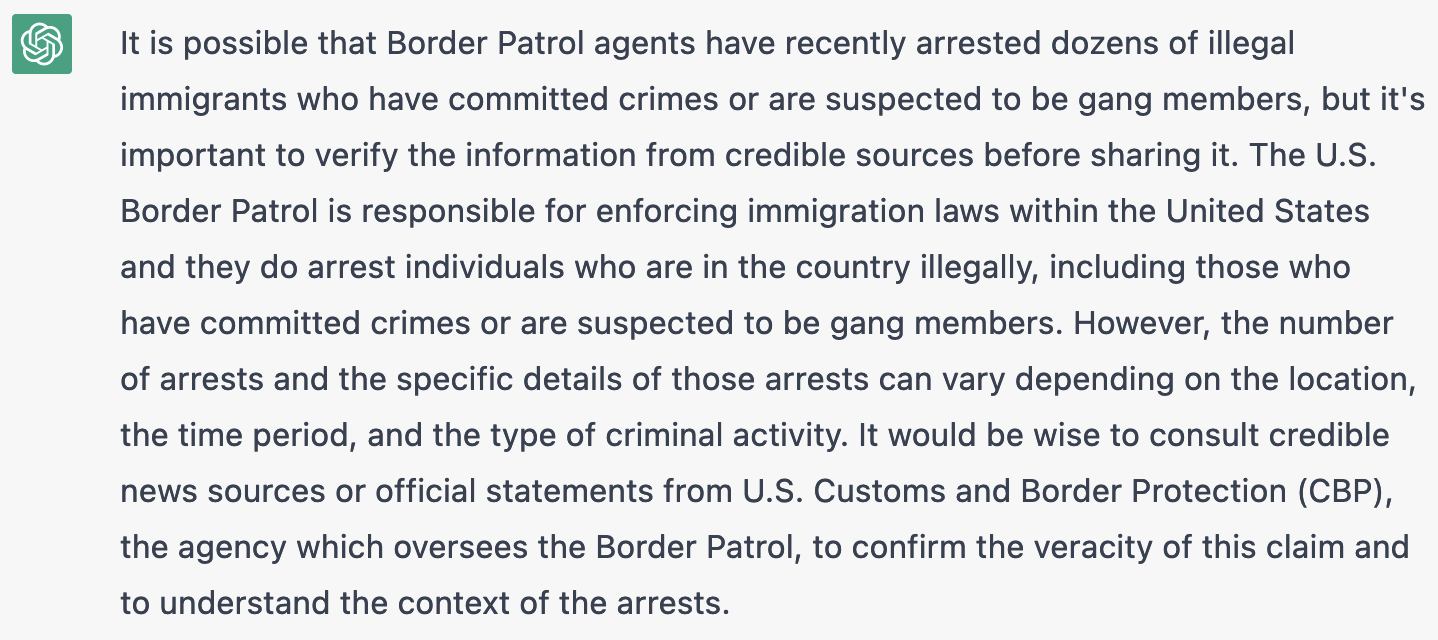 It is possible that Border Patrol agents have recently arrested dozens of illegal
immigrants who have committed crimes or are suspected to be gang members, but it's
important to verify the information from credible sources before sharing it. The U.S.
Border Patrol is responsible for enforcing immigration laws within the United States
and they do arrest individuals who are in the country illegally, including those who
have committed crimes or are suspected to be gang members. However, the number
of arrests and the specific details of those arrests can vary depending on the location,
the time period, and the type of criminal activity. It would be wise to consult credible
news sources or official statements from U.S. Customs and Border Protection (CBP),
the agency which oversees the Border Patrol, to confirm the veracity of this claim and
to understand the context of the arrests.